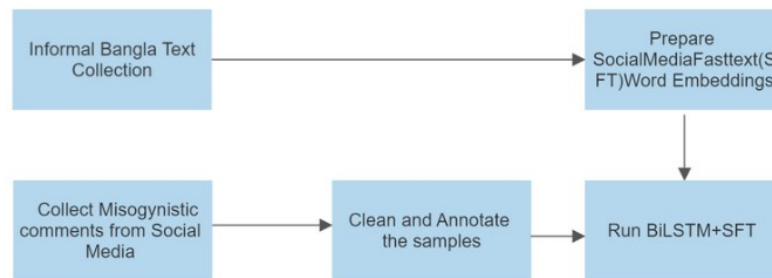 Informal Bangla Text
Collection
Prepare
SocialMediaFasttext(S
FT)Word Embeddings
Collect Misogynistic
comments from Social
Media
Clean and Annotate
the samples
Run BiLSTM+SFT